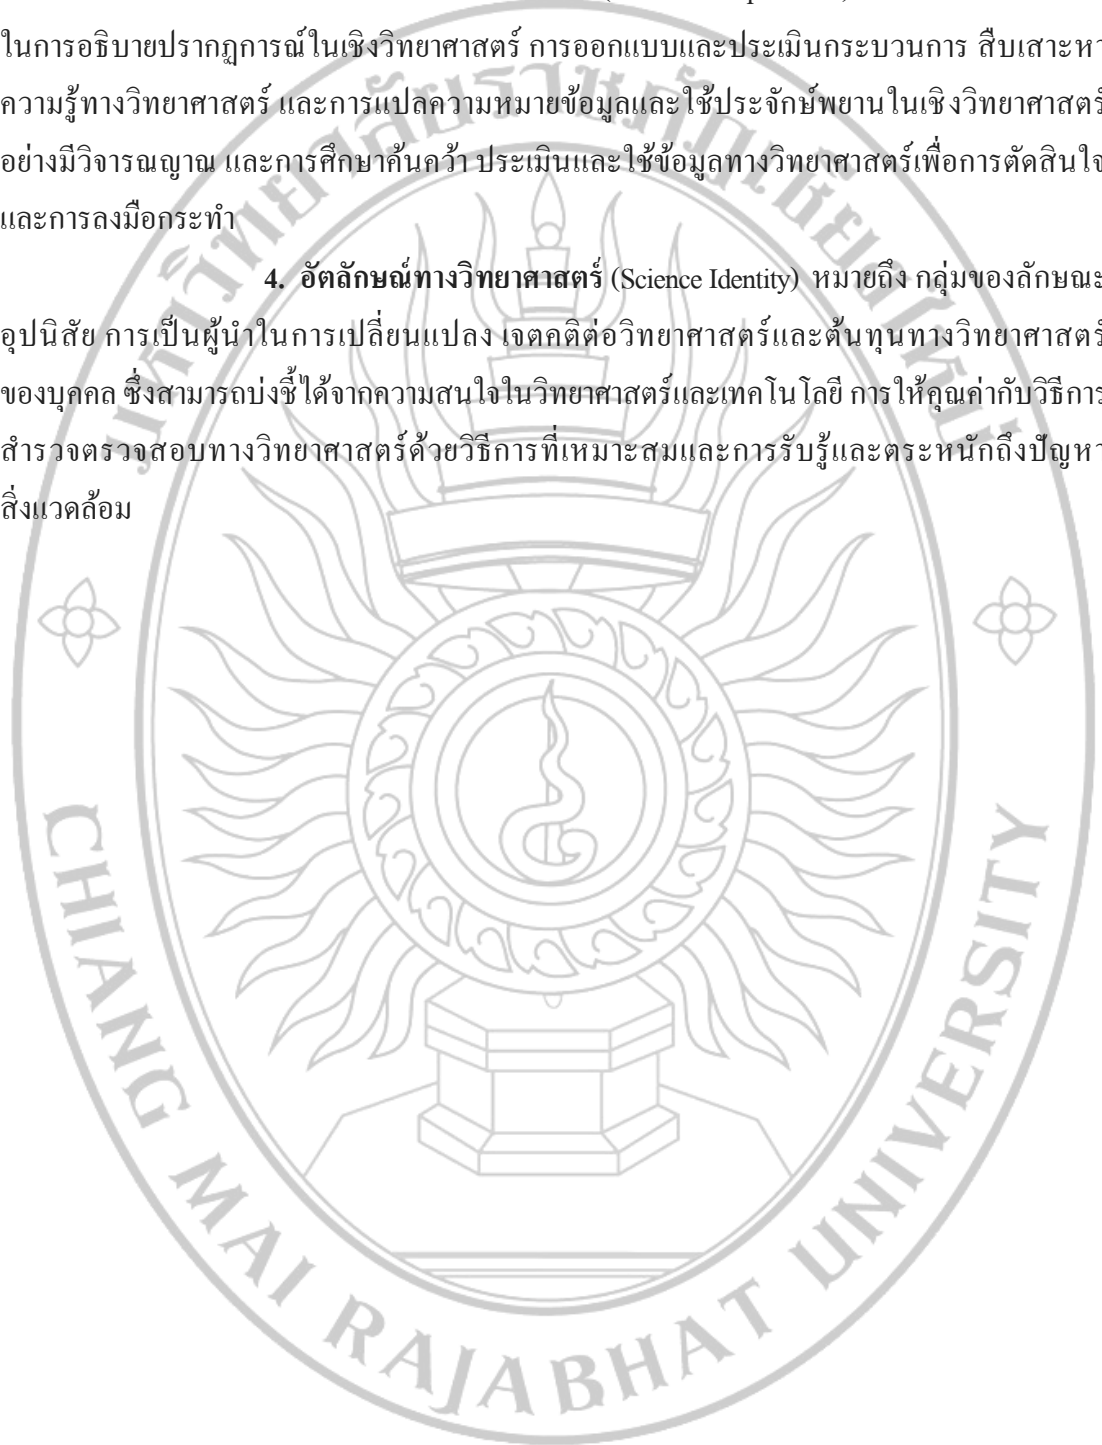 ในการอธิบายปรากฏการณ์ในเชิงวิทยาศาสตร์ การออกแบบและประเมินกระบวนการ สืบเสาะหา
ความรู้ทางวิทยาศาสตร์ และการแปลความหมายข้อมูลและใช้ประจักษ์พยานในเชิงวิทยาศาสตร์
อย่างมีวิจารณญาณ และการศึกษาค้นคว้า ประเมินและใช้ข้อมูลทางวิทยาศาสตร์เพื่อการตัดสินใจ
และการลงมือกระทำ
4. อัตลักษณ์ทางวิทยาศาสตร์ (Science Identity) หมายถึง กลุ่มของลักษณะ
อุปนิสัย การเป็นผู้นำในการเปลี่ยนแปลง เจตคติต่อวิทยาศาสตร์และต้นทุนทางวิทยาศาสตร์
ของบุคคล ซึ่งสามารถบ่งชี้ได้จากความสนใจในวิทยาศาสตร์และเทคโนโลยี การให้คุณค่ากับวิธีการ
สำรวจตรวจสอบทางวิทยาศาสตร์ด้วยวิธีการที่เหมาะสมและการรับรู้และตระหนักถึงปัญหา
สิ่งแวดล้อม
มหาวิทยาลัยราชภัฏเชียงใหม่
CHIANG MAI RAJABHAT UNIVERSITY